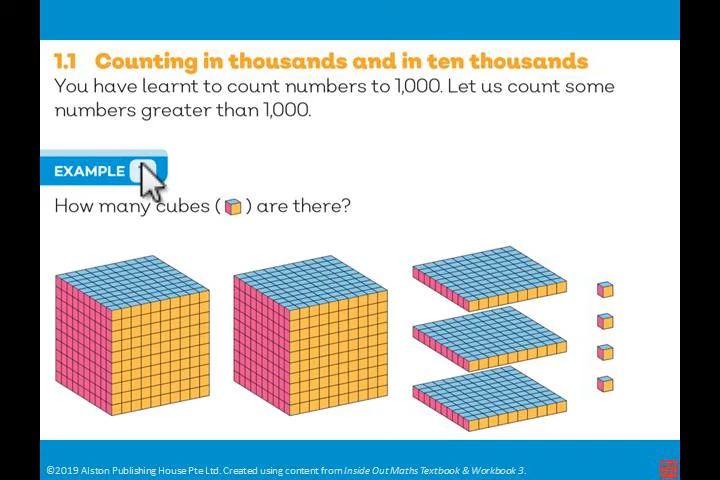 1.1 Counting in thousands and in ten thousands
You have learnt to count numbers to 1,000. Let us count some
numbers greater than 1,000.
EXAMPLE
How many cubes ( ) are there?
©2019 Alston Publishing House Pte Ltd. Created using content from Inside Out Maths Textbook & Workbook 3.